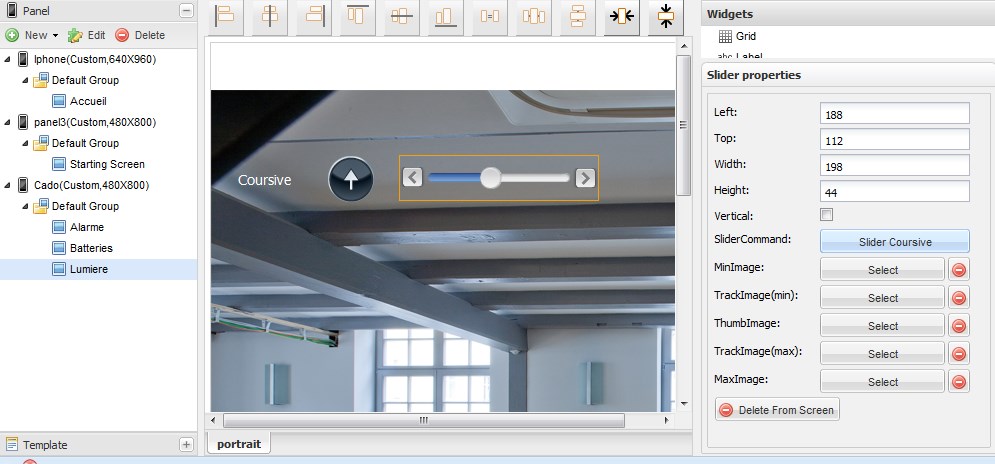 Panel
New Edit Delete
Iphone(Custom,640X960)
Default Group
Accueil
panel3(Custom,480X800)
Default Group
Starting Screen
Cado(Custom,480X800)
Default Group
Alarme
Batteries
Lumiere
Template
Coursive
portrait
Widgets
Grid
abc Label
Slider properties
Left: 188
Top: 112
Width: 198
Height: 44
Vertical:
SliderCommand: Slider Coursive
MinImage: Select
TrackImage(min): Select
ThumbImage: Select
TrackImage(max): Select
MaxImage: Select
Delete From Screen